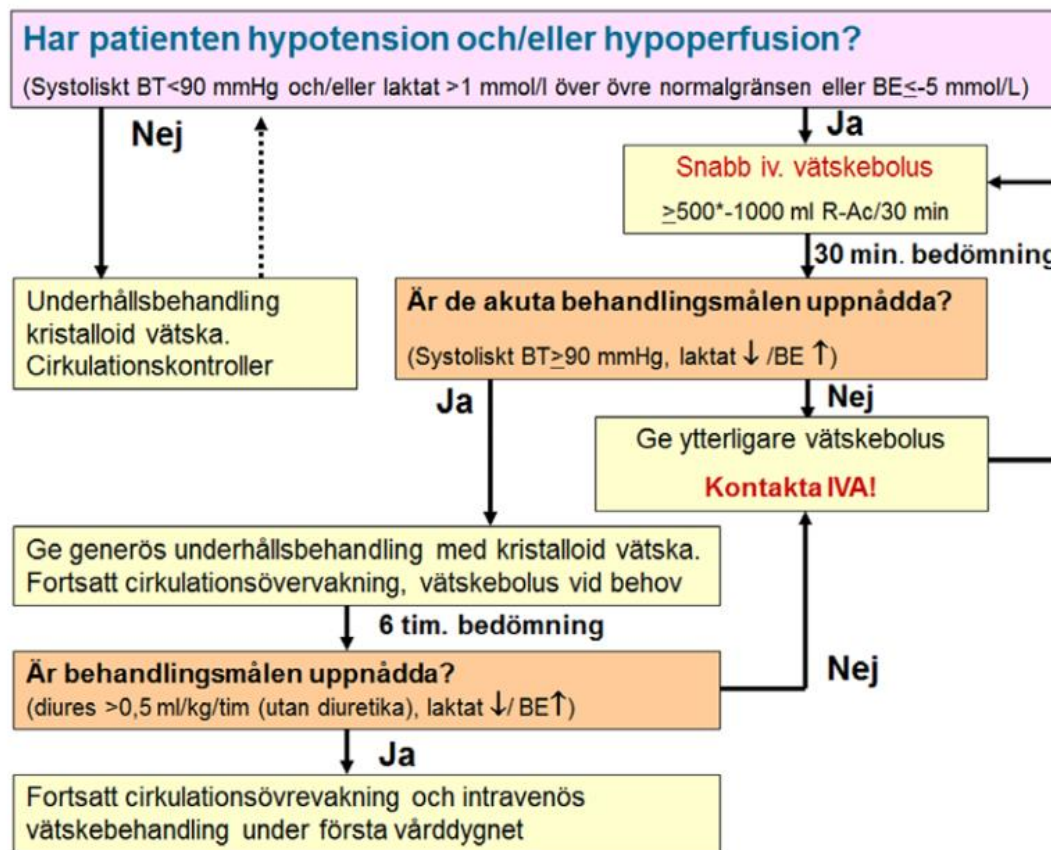 Har patienten hypotension och/eller hypoperfusion?
(Systoliskt BT<90 mmHg och/eller laktat >1 mmol/l över övre normalgränsen eller BE≤-5 mmol/L)
Nej
Ja
Snabb iv. vätskebolus
≥500*-1000 ml R-Ac/30 min
30 min. bedömning
Underhållsbehandling
kristalloid vätska.
Cirkulationskontroller
Är de akuta behandlingsmålen uppnådda?
(Systoliskt BT≥90 mmHg, laktat ↓ /BE ↑)
Ja
Nej
Ge ytterligare vätskebolus
Kontakta IVA!
Ge generös underhållsbehandling med kristalloid vätska.
Fortsatt cirkulationsövervakning, vätskebolus vid behov
6 tim. bedömning
Är behandlingsmålen uppnådda?
(diures >0,5 ml/kg/tim (utan diuretika), laktat ↓/ BE↑)
Nej
Ja
Fortsatt cirkulationsövrevakning och intravenös
vätskebehandling under första vårddygnet